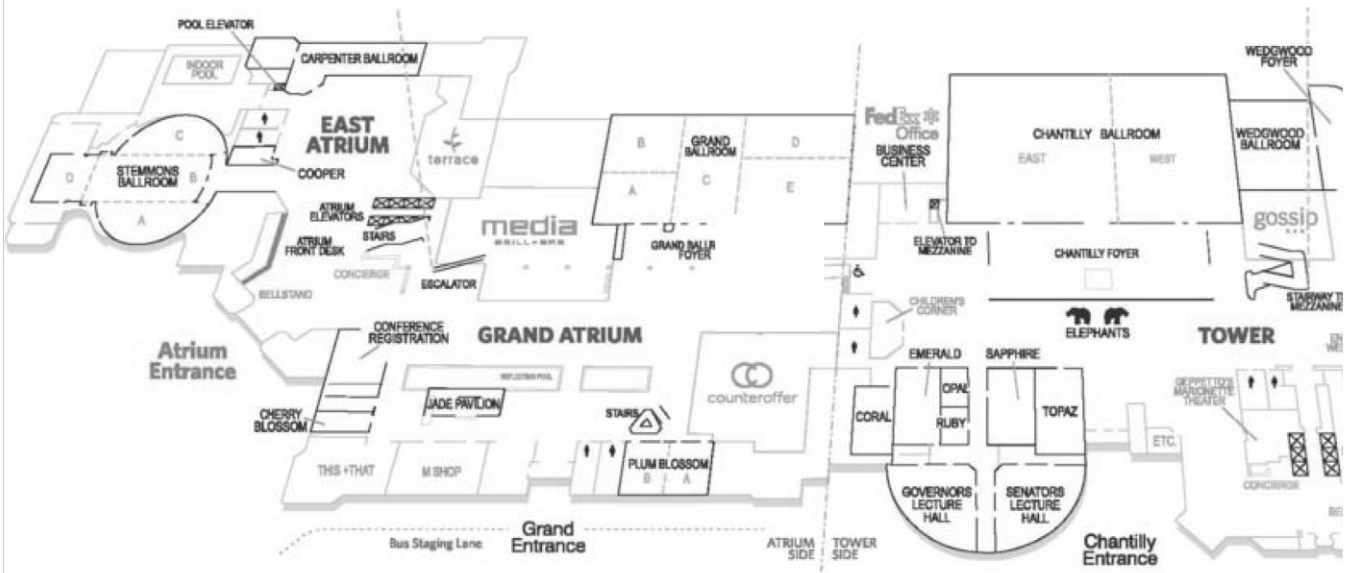 POOL ELEVATOR
CARPENTER BALLROOM
INDOOR
POOL
EAST
ATRIUM
terrace
C
D
STEMMONS
BALLROOM
B
A
COOPER
ATRIUM
ELEVATORS
STAIRS
ATRIUM
FRONT DESK
CONCIERGE
BELLSTAND
ESCALATOR
media
GRILL + BAR
B
GRAND
BALLROOM
D
A
C
E
GRAND BALLR
FOYER
FedEx
Office
BUSINESS
CENTER
ELEVATOR TO
MEZZANINE
CHANTILLY BALLROOM
EAST
WEST
WEDGWOOD
FOYER
WEDGWOOD
BALLROOM
gossip
CHANTILLY FOYER
STAIRWAY T
MEZZANINE
ELEPHANTS
TOWER
CHILDREN'S
CORNER
GRAND ATRIUM
CONFERENCE
REGISTRATION
Atrium
Entrance
REFLECTION POOL
JADE PAVILION
CHERRY
BLOSSOM
STAIRS
counteroffer
THIS +THAT
M SHOP
PLUM BLOSSOM
B
A
EMERALD
SAPPHIRE
OPAL
RUBY
CORAL
TOPAZ
GOVERNORS
LECTURE
HALL
SENATORS
LECTURE
HALL
ETC.
GEPPETTO'S
MARIONETTE
THEATER
CONCIERGE
EN
WE
BE
Bus Staging Lane
Grand
Entrance
ATRIUM
SIDE
TOWER
SIDE
Chantilly
Entrance